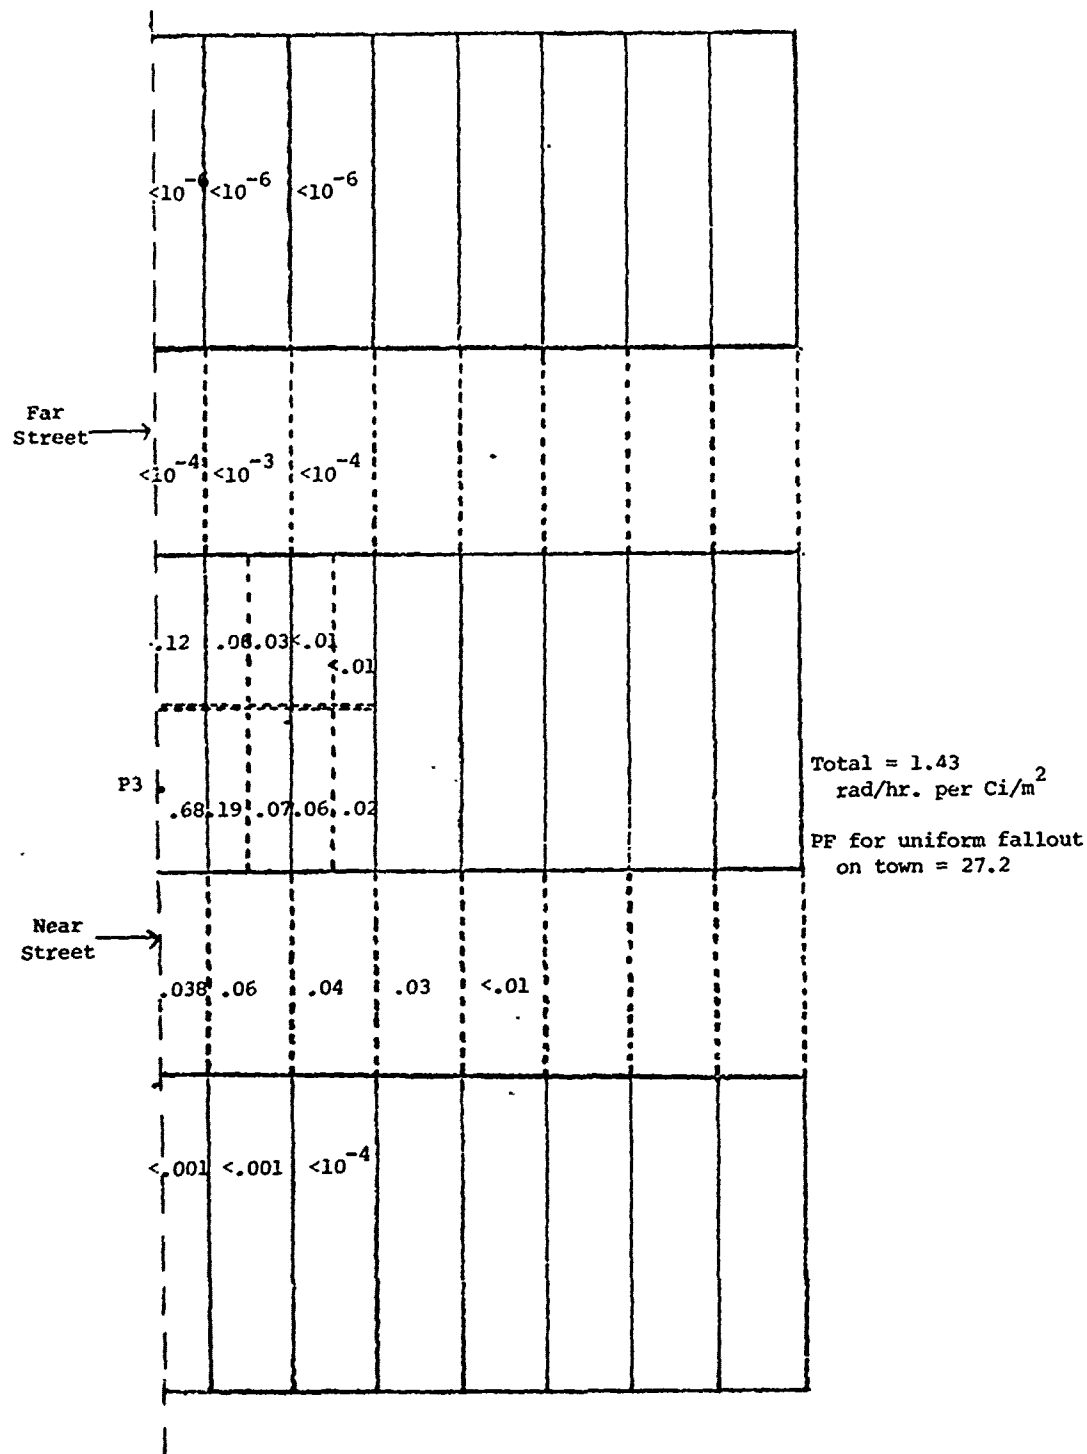 <10⁻⁶ <10⁻⁶ <10⁻⁶
Far
Street
<10⁻⁴ <10⁻³ <10⁻⁴
.12 .06 .03 <.01
<.01
P3
.68 .19 .07 .06 .02
Total = 1.43
rad/hr. per Ci/m²
PF for uniform fallout
on town = 27.2
Near
Street
.038 .06 .04 .03 <.01
<.001 <.001 <10⁻⁴